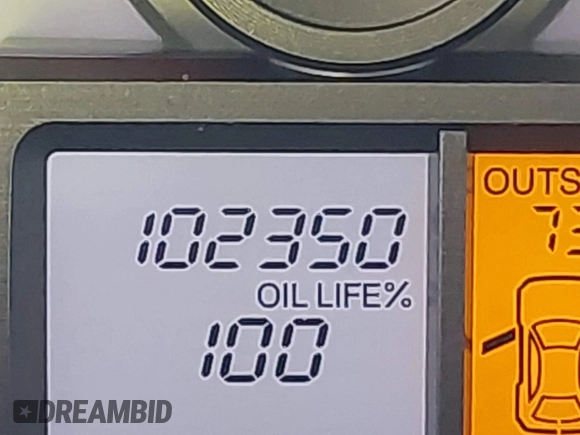 OUTS
102350
OIL LIFE%
100
DREAMBID